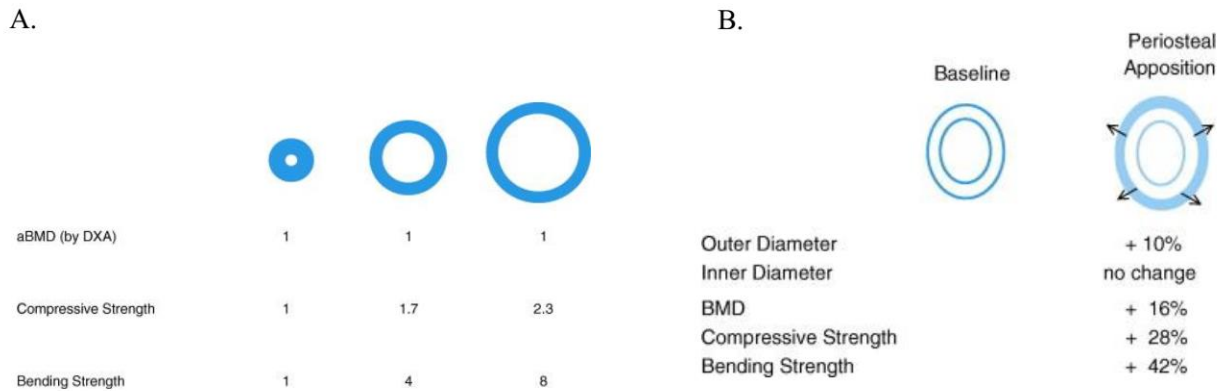 A.
aBMD (by DXA) 1 1 1
Compressive Strength 1 1.7 2.3
Bending Strength 1 4 8
B.
Baseline
Periosteal
Apposition
Outer Diameter + 10%
Inner Diameter no change
BMD + 16%
Compressive Strength + 28%
Bending Strength + 42%